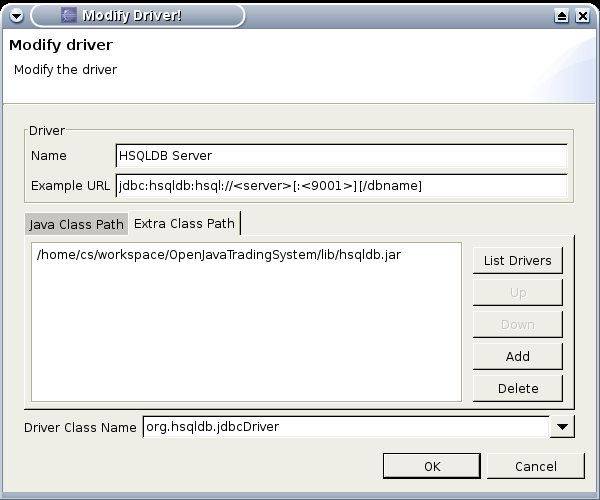 Modify Driver!
Modify driver
Modify the driver
Driver
Name HSQLDB Server
Example URL jdbc:hsqldb:hsql://<server>[:<9001>][/dbname]
Java Class Path Extra Class Path
/home/cs/workspace/OpenJavaTradingSystem/lib/hsqldb.jar
List Drivers
Up
Down
Add
Delete
Driver Class Name org.hsqldb.jdbcDriver
OK Cancel